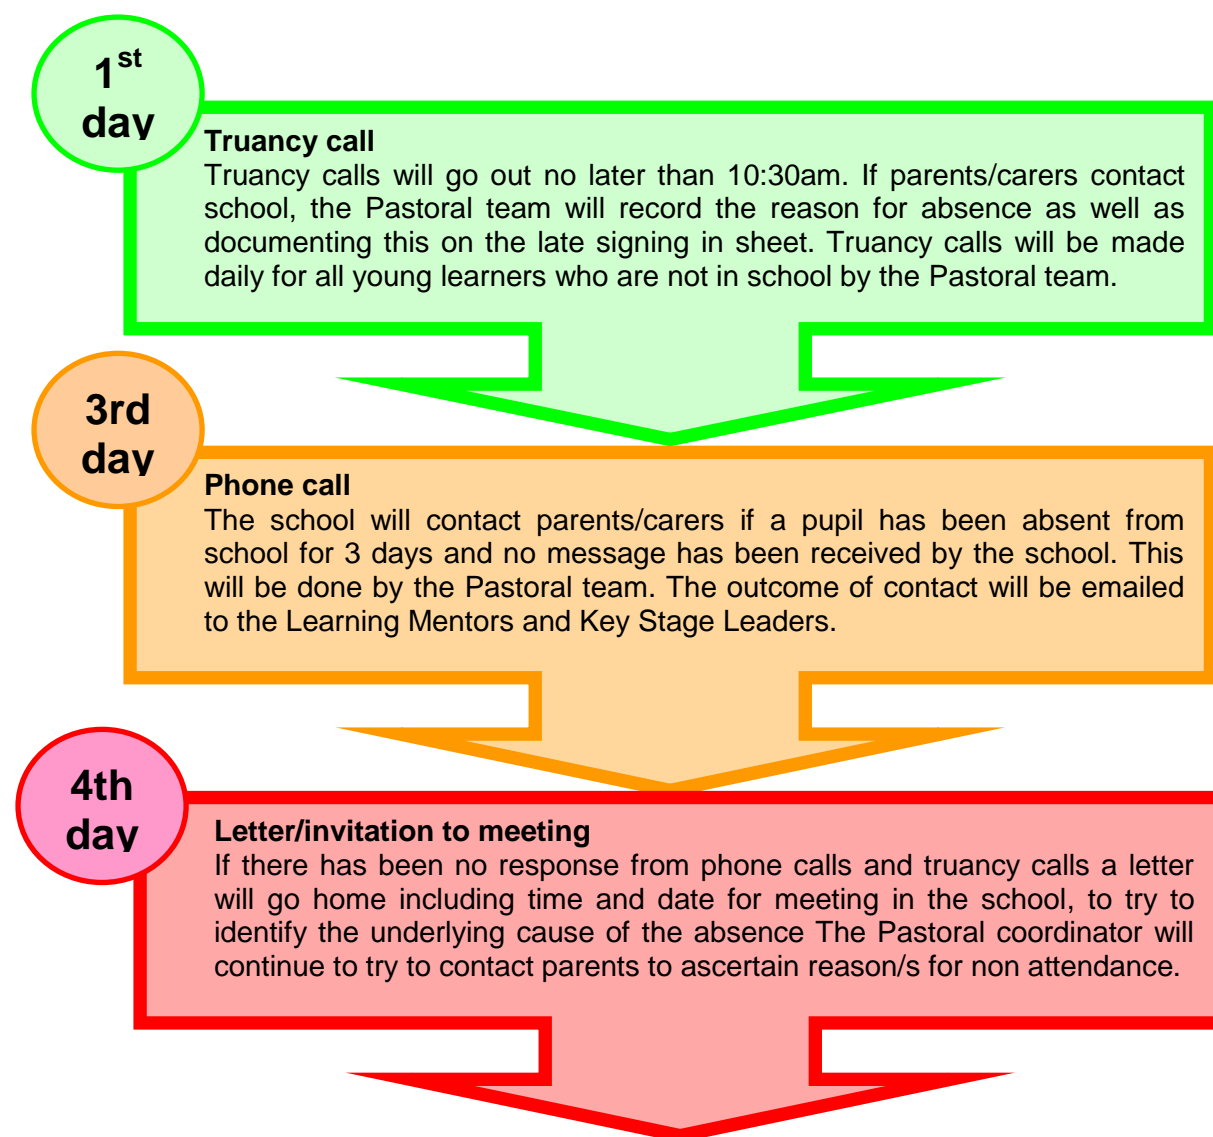 1st
day
Truancy call
Truancy calls will go out no later than 10:30am. If parents/carers contact
school, the Pastoral team will record the reason for absence as well as
documenting this on the late signing in sheet. Truancy calls will be made
daily for all young learners who are not in school by the Pastoral team.
3rd
day
Phone call
The school will contact parents/carers if a pupil has been absent from
school for 3 days and no message has been received by the school. This
will be done by the Pastoral team. The outcome of contact will be emailed
to the Learning Mentors and Key Stage Leaders.
4th
day
Letter/invitation to meeting
If there has been no response from phone calls and truancy calls a letter
will go home including time and date for meeting in the school, to try to
identify the underlying cause of the absence The Pastoral coordinator will
continue to try to contact parents to ascertain reason/s for non attendance.